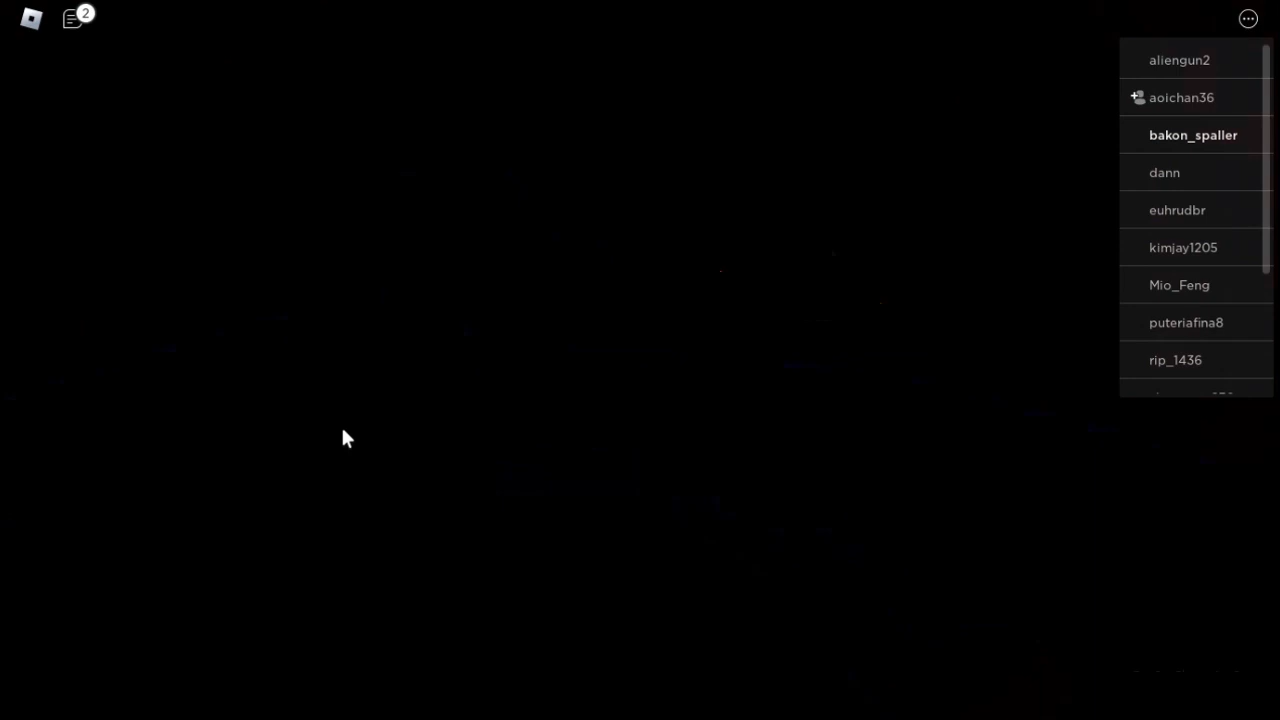 2
aliengun2
aoichan36
bakon_spaller
dann
euhrudbr
kimjay1205
Mio_Feng
puteriafina8
rip_1436